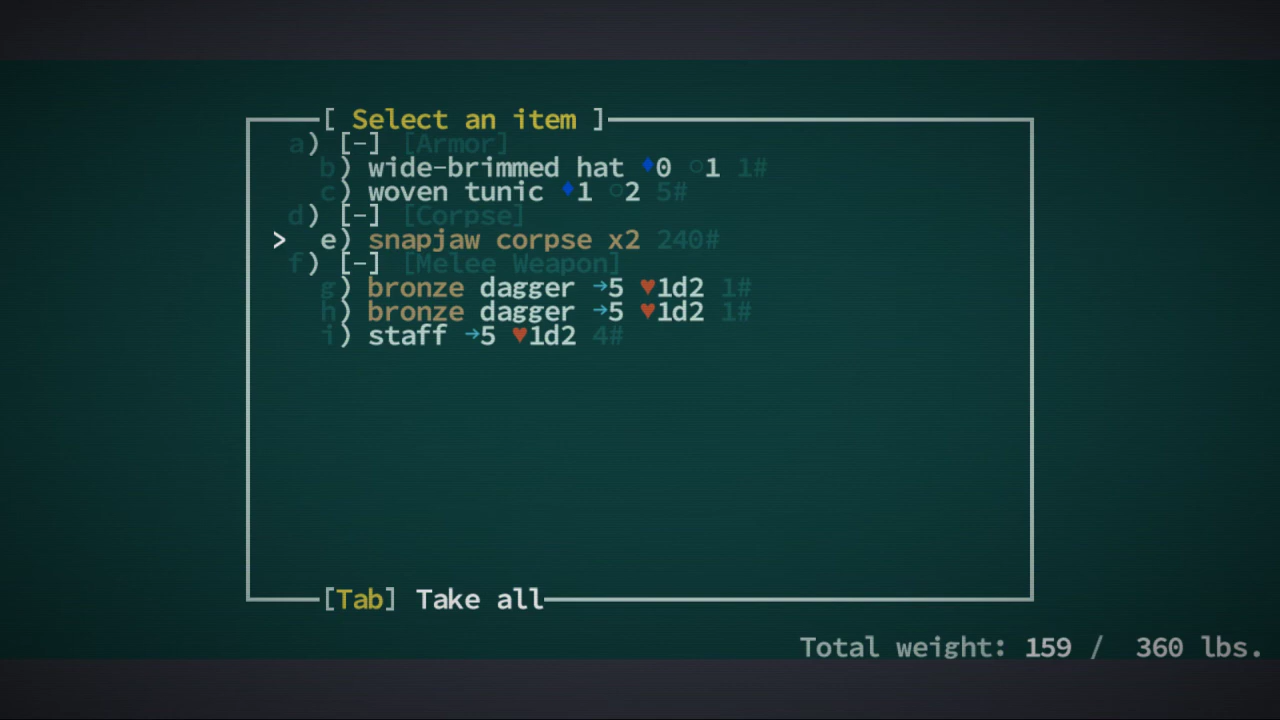 [ Select an item ]
a) [-] [Armor]
b) wide-brimmed hat ♦0 ○1 1#
c) woven tunic ♦1 ○2 5#
d) [-] [Corpse]
> e) snapjaw corpse x2 240#
f) [-] [Melee Weapon]
g) bronze dagger →5 ♥1d2 1#
h) bronze dagger →5 ♥1d2 1#
i) staff →5 ♥1d2 4#
[Tab] Take all
Total weight: 159 / 360 lbs.